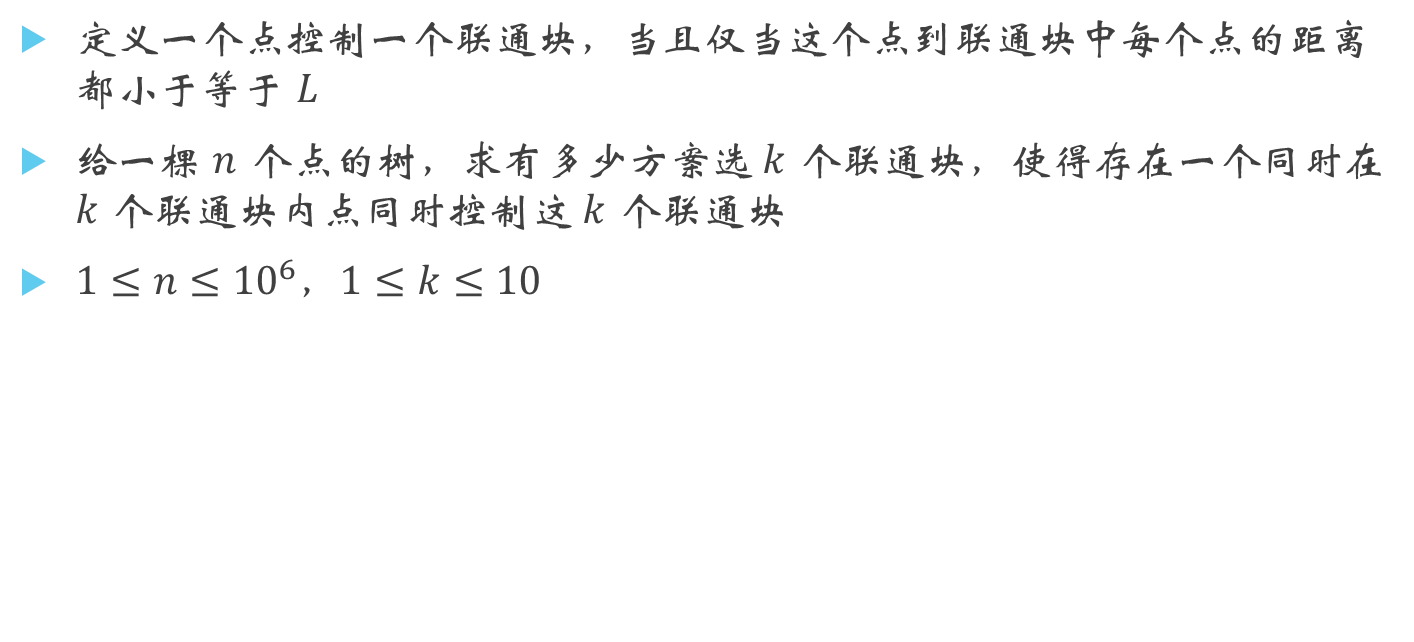 定义一个点控制一个联通块，当且仅当这个点到联通块中每个点的距离
都小于等于 L
给一棵 n 个点的树，求有多少方案选 k 个联通块，使得存在一个同时在
k 个联通块内点同时控制这 k 个联通块
1 ≤ n ≤ 10⁶，1 ≤ k ≤ 10